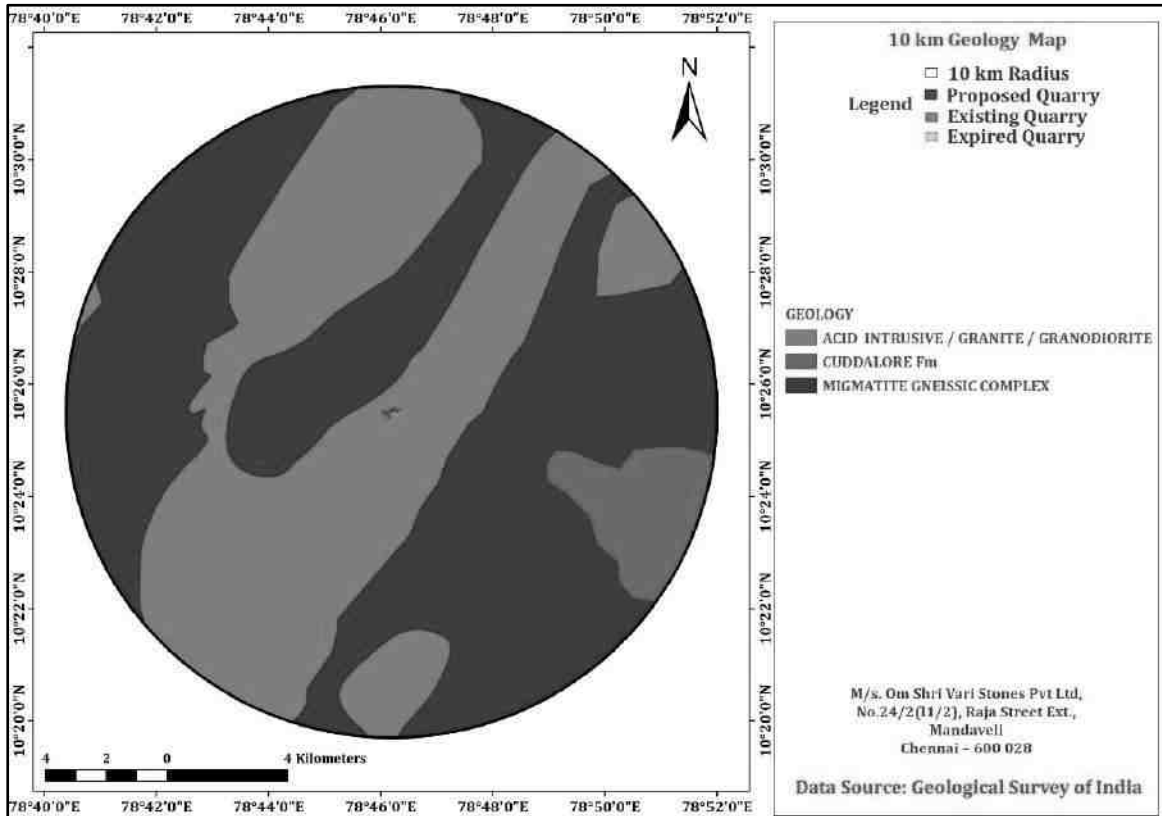 78°40'0"E 78°42'0"E 78°44'0"E 78°46'0"E 78°48'0"E 78°50'0"E 78°52'0"E
10°30'0"N 10°30'0"N
10°28'0"N 10°28'0"N
10°26'0"N 10°26'0"N
10°24'0"N 10°24'0"N
10°22'0"N 10°22'0"N
10°20'0"N 10°20'0"N
N
4 2 0 4 Kilometers
78°40'0"E 78°42'0"E 78°44'0"E 78°46'0"E 78°48'0"E 78°50'0"E 78°52'0"E
10 km Geology Map
Legend
10 km Radius
Proposed Quarry
Existing Quarry
Expired Quarry
GEOLOGY
ACID INTRUSIVE / GRANITE / GRANODIORITE
CUDDALORE Fm
MIGMATITE GNEISSIC COMPLEX
M/s. Om Shri Vari Stones Pvt Ltd,
Raja Street Ext.,
Mandaveli
Chennai – 600 028
Data Source: Geological Survey of India